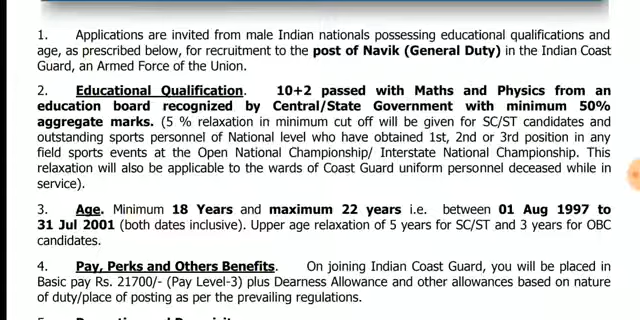 1. Applications are invited from male Indian nationals possessing educational qualifications and
age, as prescribed below, for recruitment to the post of Navik (General Duty) in the Indian Coast
Guard, an Armed Force of the Union.
2. Educational Qualification. 10+2 passed with Maths and Physics from an
education board recognized by Central/State Government with minimum 50%
aggregate marks. (5 % relaxation in minimum cut off will be given for SC/ST candidates and
outstanding sports personnel of National level who have obtained 1st, 2nd or 3rd position in any
field sports events at the Open National Championship/ Interstate National Championship. This
relaxation will also be applicable to the wards of Coast Guard uniform personnel deceased while in
service).
3. Age. Minimum 18 Years and maximum 22 years i.e. between 01 Aug 1997 to
31 Jul 2001 (both dates inclusive). Upper age relaxation of 5 years for SC/ST and 3 years for OBC
candidates.
4. Pay, Perks and Others Benefits. On joining Indian Coast Guard, you will be placed in
Basic pay Rs. 21700/- (Pay Level-3) plus Dearness Allowance and other allowances based on nature
of duty/place of posting as per the prevailing regulations.